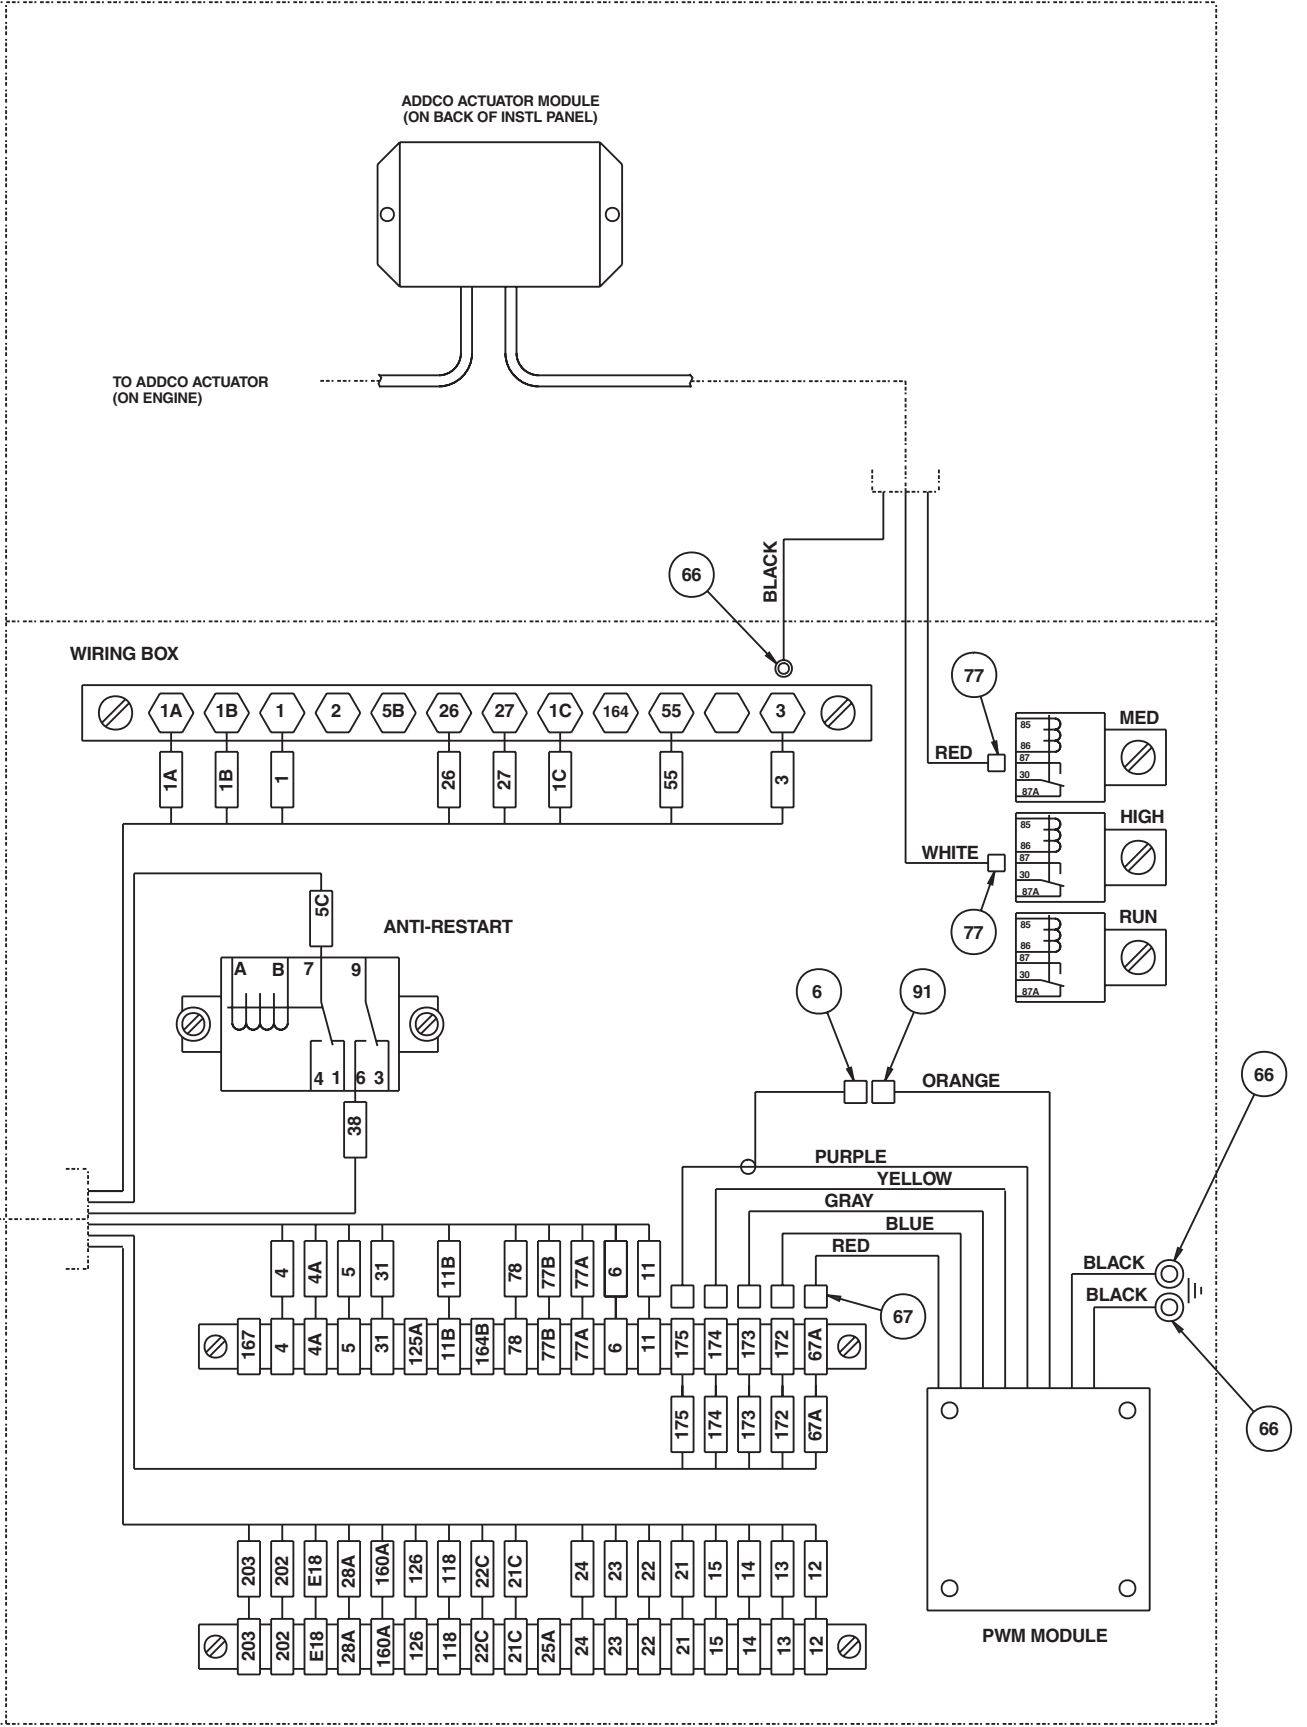 ADDCO ACTUATOR MODULE
(ON BACK OF INSTL PANEL)
TO ADDCO ACTUATOR
(ON ENGINE)
BLACK
66
WIRING BOX
77
1A 1B 1 2 5B 26 27 1C 164 55 3
1A 1B 1 26 27 1C 55 3
RED
MED
85
86
87
30
87A
WHITE
HIGH
85
86
87
30
87A
77
RUN
85
86
87
30
87A
5C
ANTI-RESTART
A B 7 9
4 1 6 3
38
6 91
ORANGE
66
PURPLE
YELLOW
GRAY
BLUE
RED
BLACK
BLACK
4 4A 5 31 11B 78 77B 77A 6 11
67
167 4 4A 5 31 125A 11B 164B 78 77B 77A 6 11 175 174 173 172 67A
175 174 173 172 67A
66
203 202 E18 28A 160A 126 118 22C 21C 24 23 22 21 15 14 13 12
203 202 E18 28A 160A 126 118 22C 21C 25A 24 23 22 21 15 14 13 12
PWM MODULE